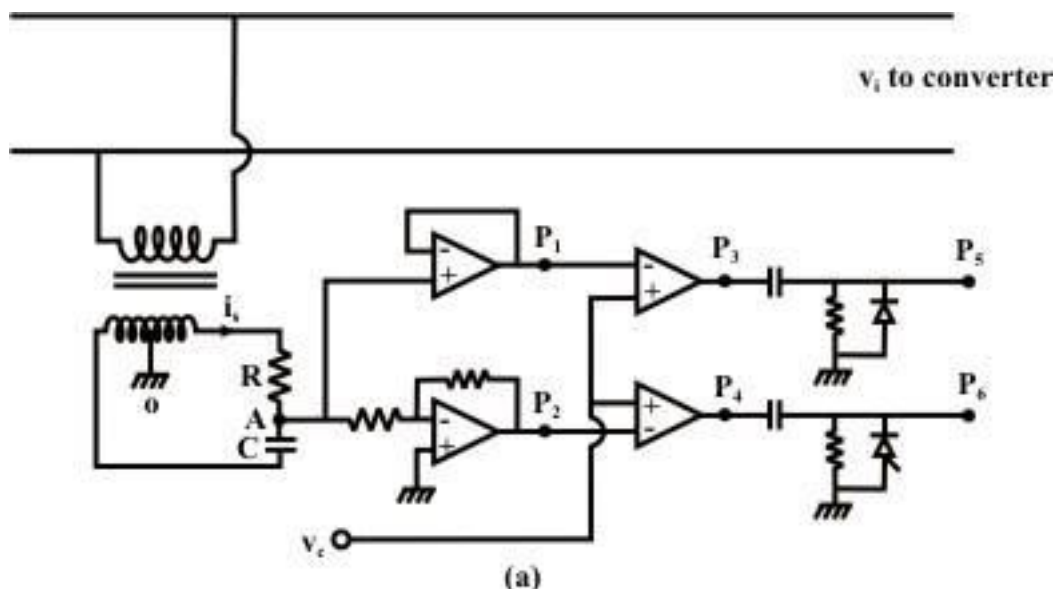 vᵢ to converter
P₁
P₃
P₅
iₛ
R
o
A
C
P₂
P₄
P₆
v꜀
(a)
-
+
-
+
-
+
+
-